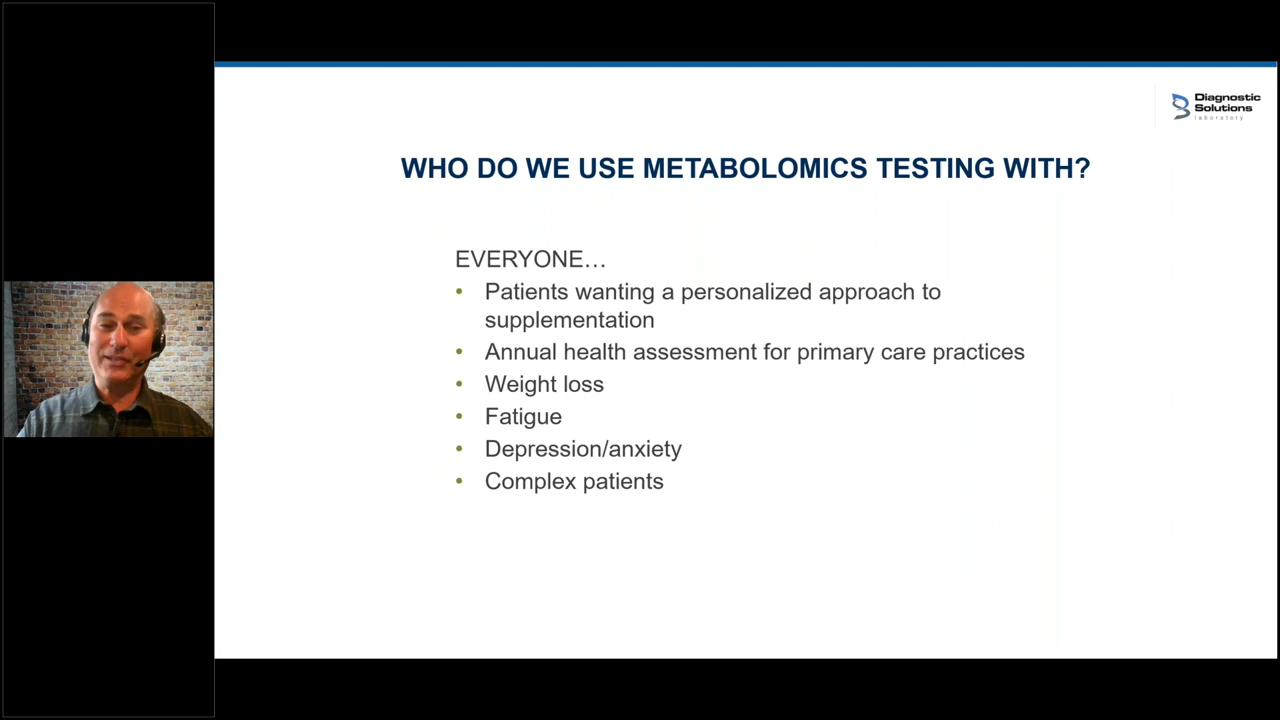 Diagnostic
Solutions
laboratory
WHO DO WE USE METABOLOMICS TESTING WITH?
EVERYONE…
• Patients wanting a personalized approach to
supplementation
• Annual health assessment for primary care practices
• Weight loss
• Fatigue
• Depression/anxiety
• Complex patients